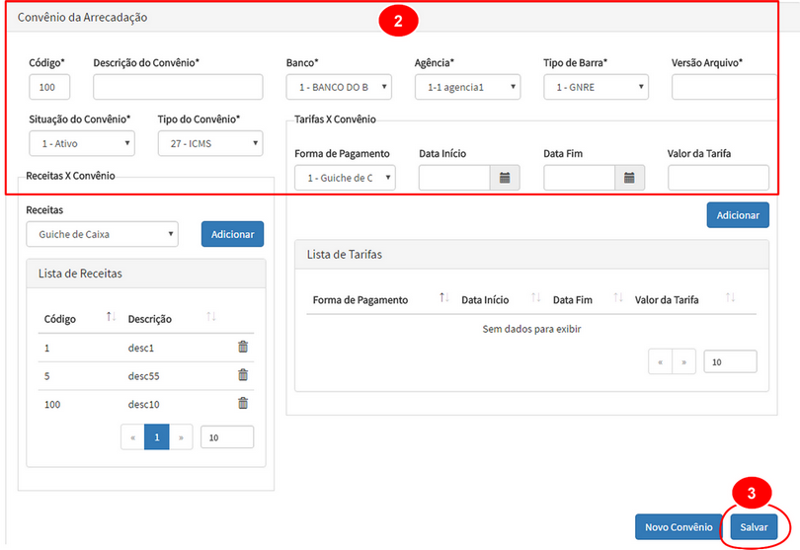 Convênio da Arrecadação
2
Código* Descrição do Convênio* Banco* Agência* Tipo de Barra* Versão Arquivo*
100 1 - BANCO DO B 1-1 agencia1 1 - GNRE
Situação do Convênio* Tipo do Convênio* Tarifas X Convênio
1 - Ativo 27 - ICMS
Forma de Pagamento Data Início Data Fim Valor da Tarifa
1 - Guiche de C
Receitas X Convênio
Receitas
Guiche de Caixa Adicionar
Adicionar
Lista de Receitas
Código Descrição
1 desc1
5 desc55
100 desc10
« 1 » 10
Lista de Tarifas
Forma de Pagamento Data Início Data Fim Valor da Tarifa
Sem dados para exibir
« » 10
3
Novo Convênio Salvar